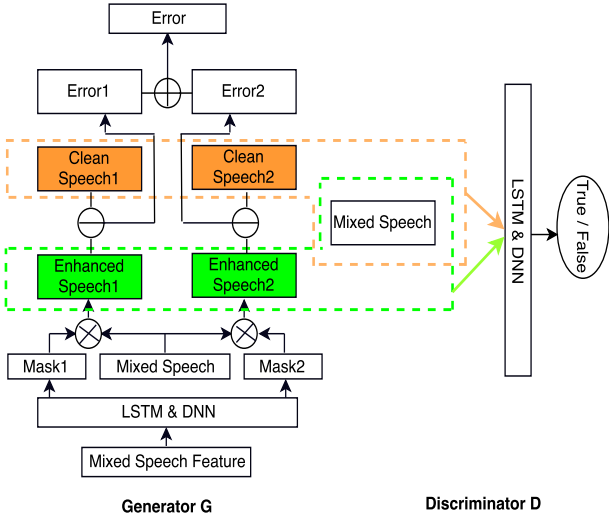 Error
Error1
Error2
Clean
Speech1
Clean
Speech2
Mixed Speech
Enhanced
Speech1
Enhanced
Speech2
Mask1
Mixed Speech
Mask2
LSTM & DNN
Mixed Speech Feature
Generator G
LSTM & DNN
True / False
Discriminator D